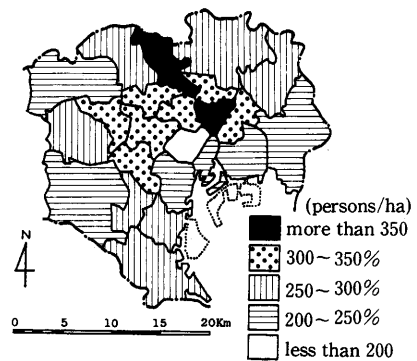 (persons/ha)
more than 350
300～350%
250～300%
200～250%
less than 200
N
0 5 10 15 20Km